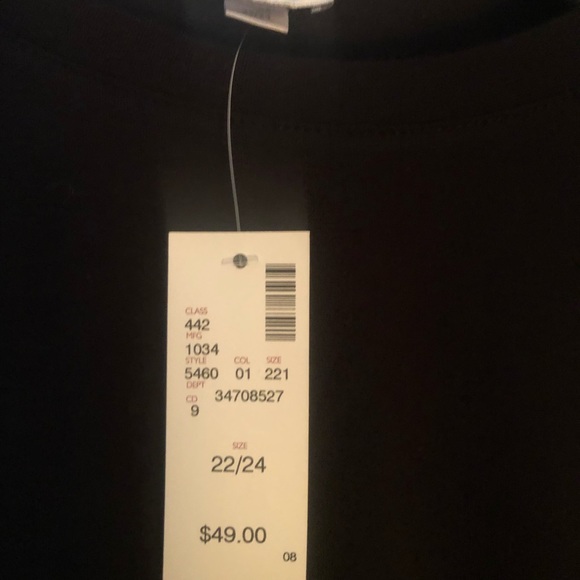 CLASS
442
MFG
1034
STYLE COL SIZE
5460 01 221
DEPT
34708527
CD
9
SIZE
22/24
$49.00
08